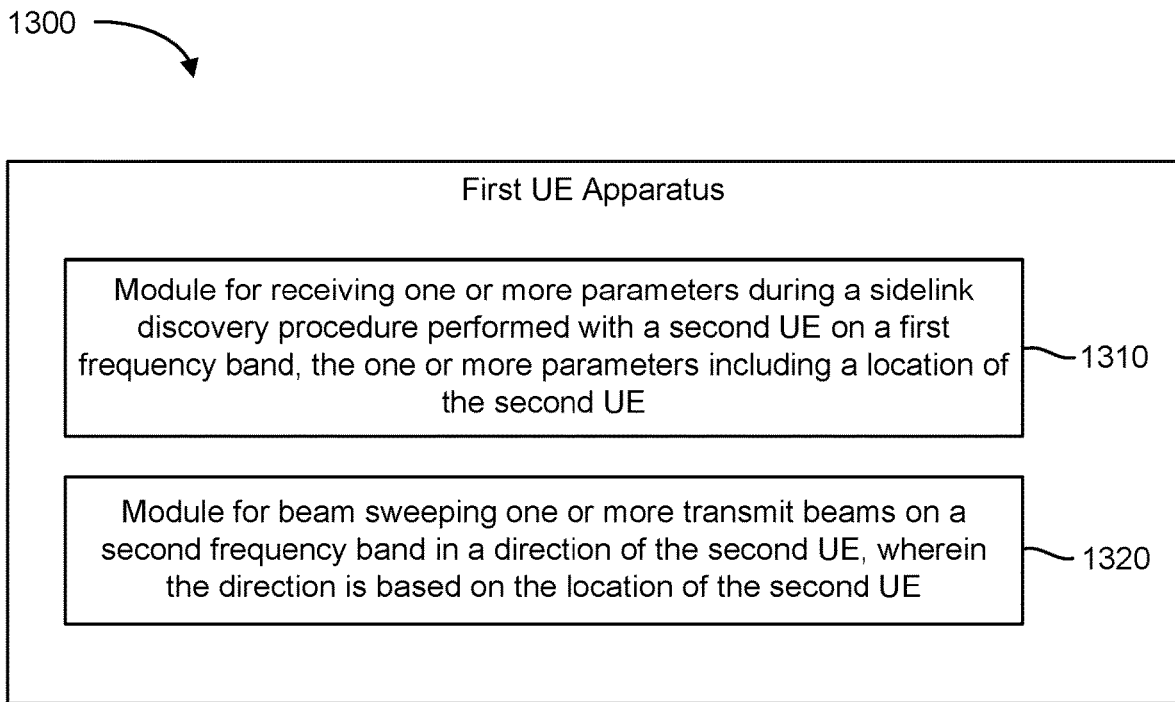 1300
First UE Apparatus
Module for receiving one or more parameters during a sidelink
discovery procedure performed with a second UE on a first
frequency band, the one or more parameters including a location of
the second UE
1310
Module for beam sweeping one or more transmit beams on a
second frequency band in a direction of the second UE, wherein
the direction is based on the location of the second UE
1320